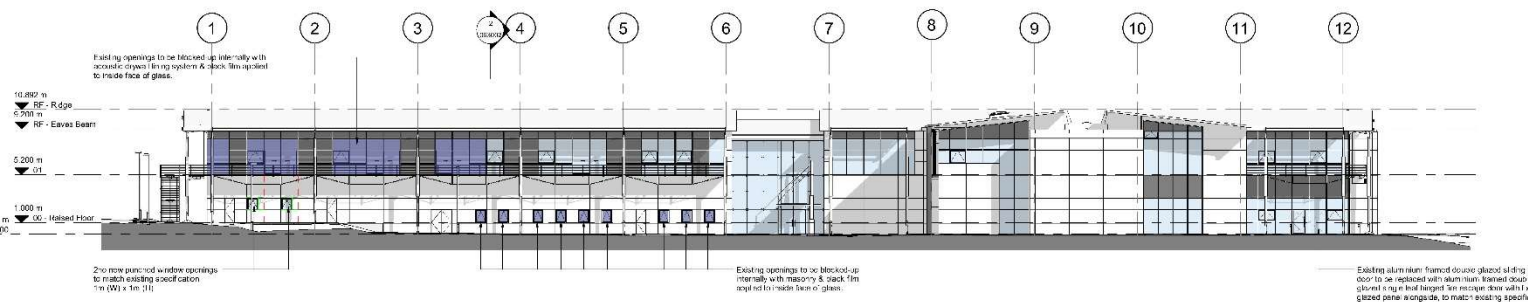 1
2
3
2
4
5
6
7
8
9
10
11
12
Existing openings to be blocked-up internally with
acoustic drywall lining system & black film applied
to inside face of glass.
10.892 m
RF - Ridge
9.200 m
RF - Eaves Beam
5.200 m
01
1.000 m
00 - Raised Floor
m
2no new punched window openings
to match existing specification
1m (W) x 1m (H)
Existing openings to be blocked-up
internally with masonry & black film
applied to inside face of glass.
Existing aluminium framed double glazed sliding
door to be replaced with aluminium framed doub
glazed single leaf hinged fire escape door with
glazed panel alongside, to match existing specific